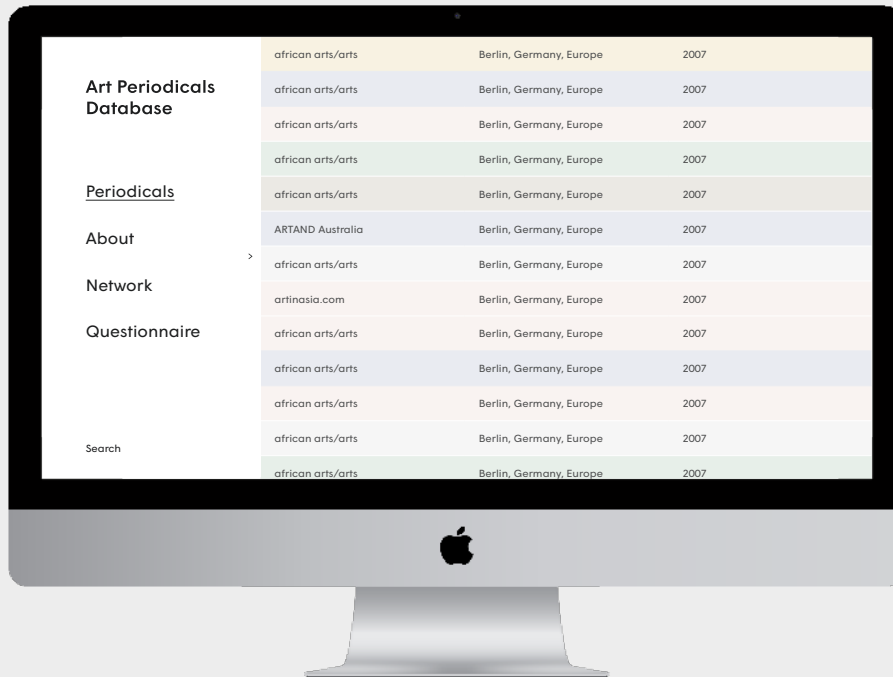 Art Periodicals
Database
Periodicals
About
>
Network
Questionnaire
Search
african arts/arts Berlin, Germany, Europe 2007
african arts/arts Berlin, Germany, Europe 2007
african arts/arts Berlin, Germany, Europe 2007
african arts/arts Berlin, Germany, Europe 2007
african arts/arts Berlin, Germany, Europe 2007
ARTAND Australia Berlin, Germany, Europe 2007
african arts/arts Berlin, Germany, Europe 2007
artinasia.com Berlin, Germany, Europe 2007
african arts/arts Berlin, Germany, Europe 2007
african arts/arts Berlin, Germany, Europe 2007
african arts/arts Berlin, Germany, Europe 2007
african arts/arts Berlin, Germany, Europe 2007
african arts/arts Berlin, Germany, Europe 2007